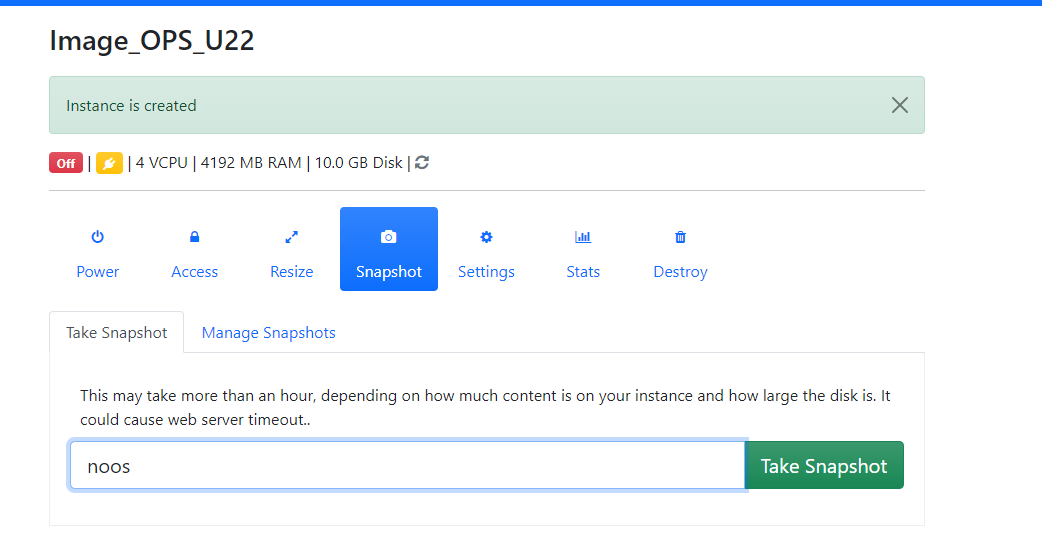 Image_OPS_U22
Instance is created
Off | | 4 VCPU | 4192 MB RAM | 10.0 GB Disk |
Power Access Resize Snapshot Settings Stats Destroy
Take Snapshot Manage Snapshots
This may take more than an hour, depending on how much content is on your instance and how large the disk is. It
could cause web server timeout..
noos Take Snapshot